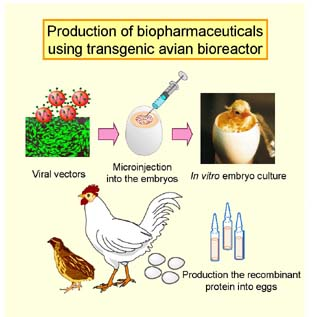 Production of biopharmaceuticals
using transgenic avian bioreactor
Viral vectors
Microinjection
into the embryos
In vitro embryo culture
Production the recombinant
protein into eggs